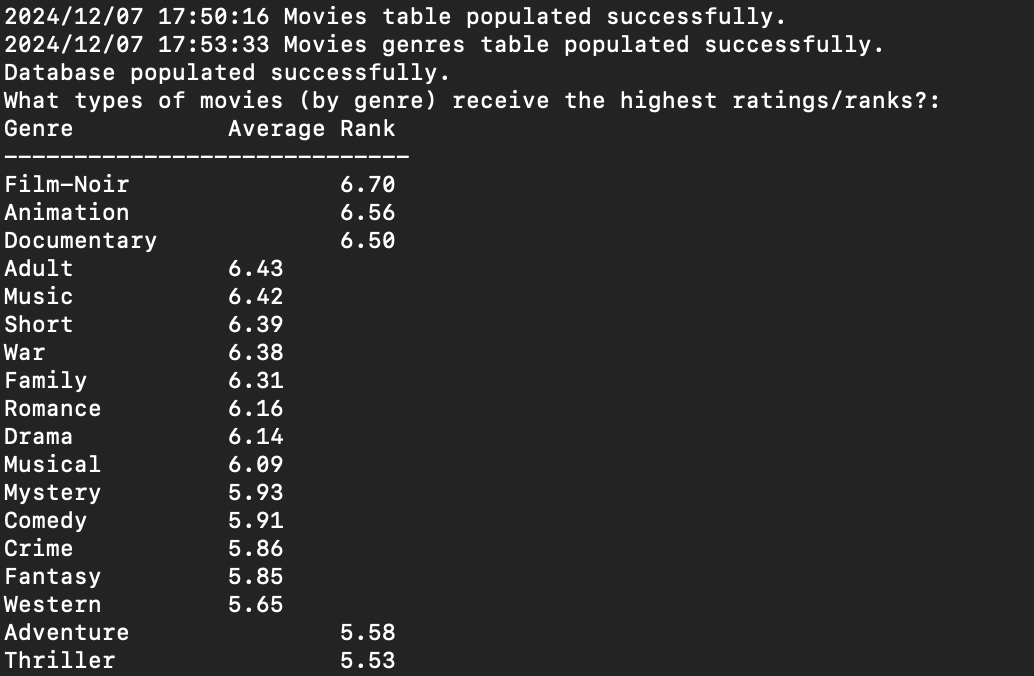 2024/12/07 17:50:16 Movies table populated successfully.
2024/12/07 17:53:33 Movies genres table populated successfully.
Database populated successfully.
What types of movies (by genre) receive the highest ratings/ranks?:
Genre           Average Rank
-----------------------------
Film-Noir               6.70
Animation               6.56
Documentary             6.50
Adult           6.43
Music           6.42
Short           6.39
War             6.38
Family          6.31
Romance         6.16
Drama           6.14
Musical         6.09
Mystery         5.93
Comedy          5.91
Crime           5.86
Fantasy         5.85
Western         5.65
Adventure               5.58
Thriller                5.53